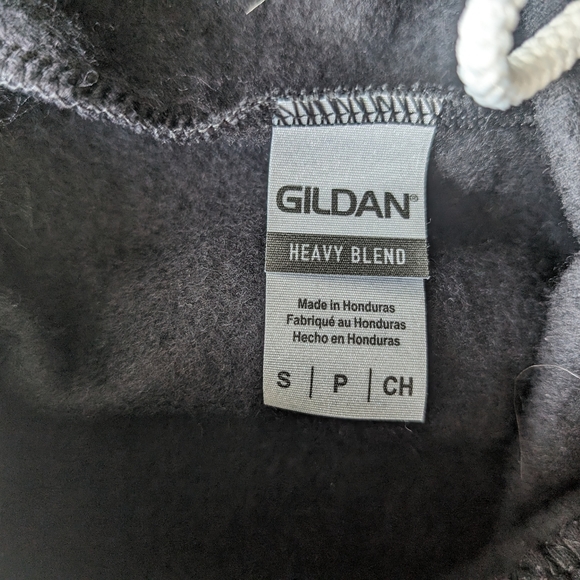 GILDAN®
HEAVY BLEND
Made in Honduras
Fabriqué au Honduras
Hecho en Honduras
S | P | CH